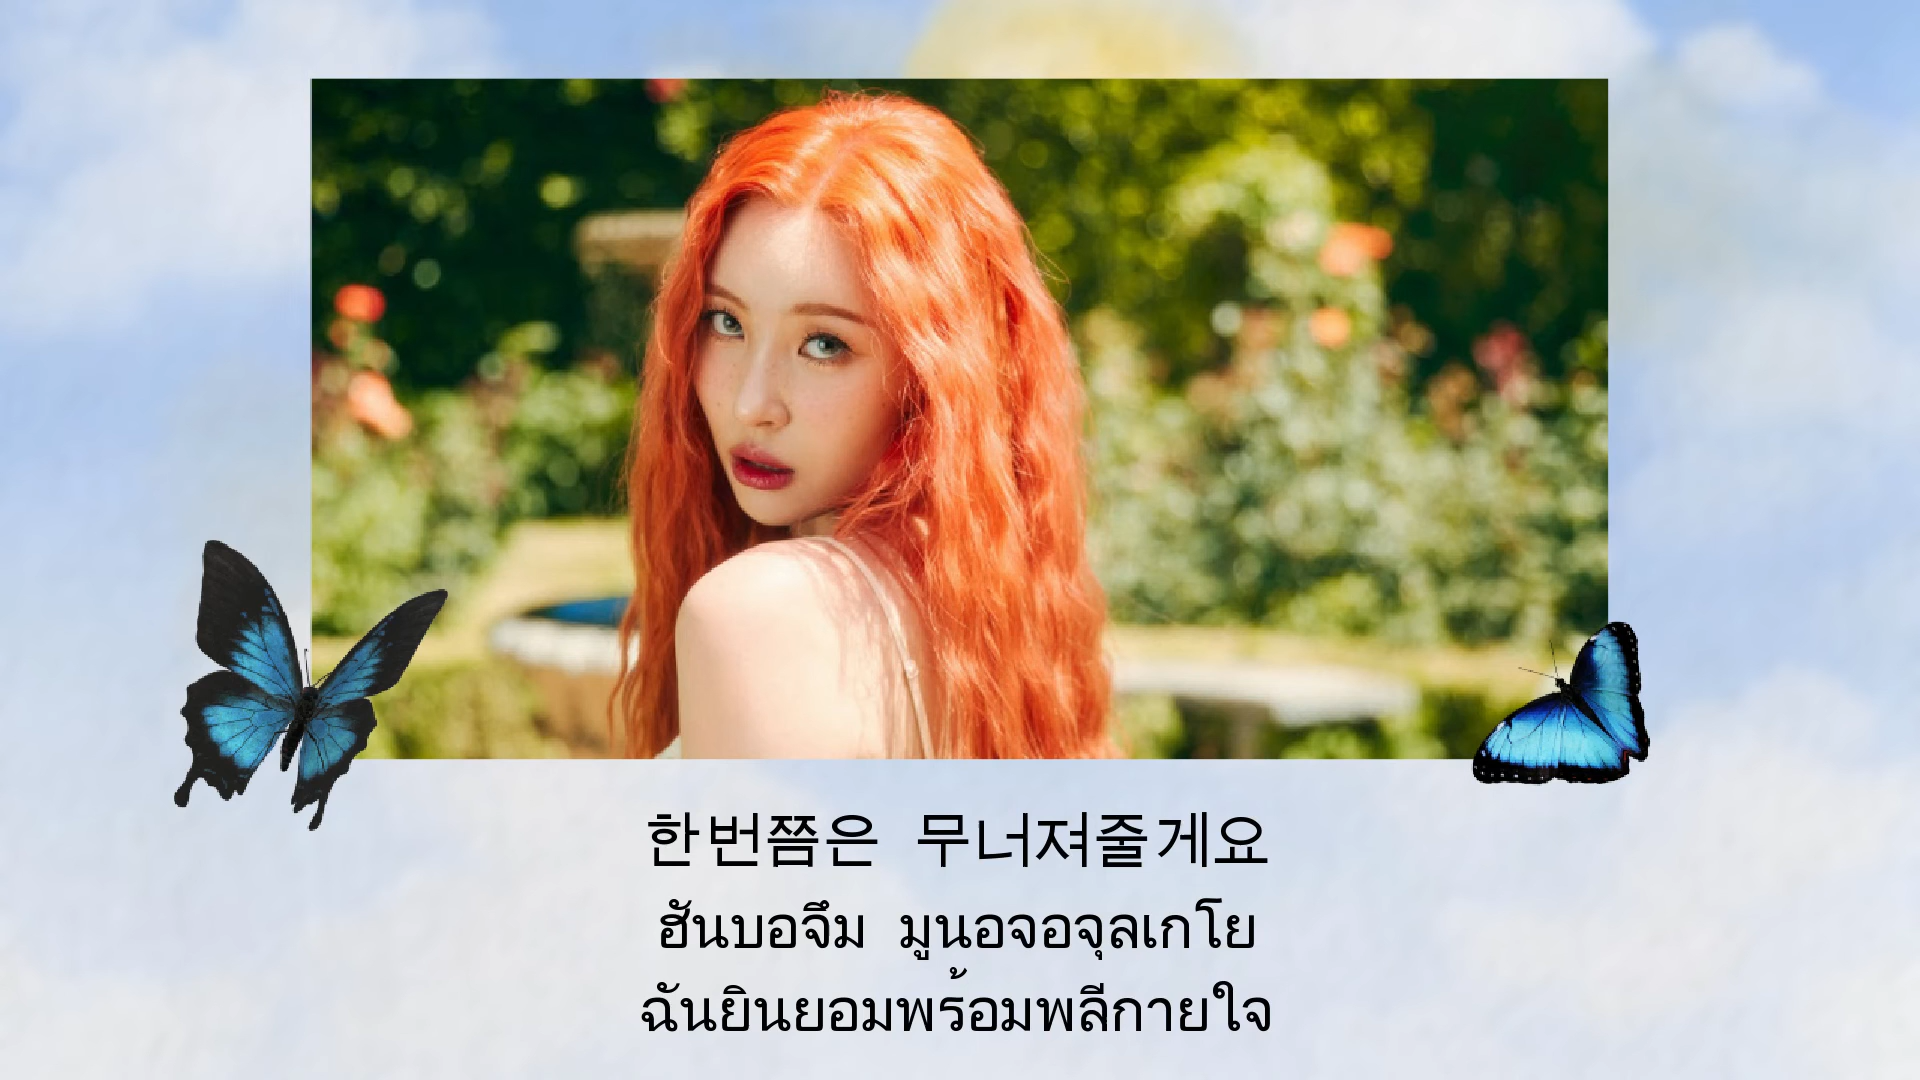 한번쯤은 무너져줄게요
ฮันบอจึม มูนอจอจุลเกโย
ฉันยินยอมพร้อมพลีกายใจ